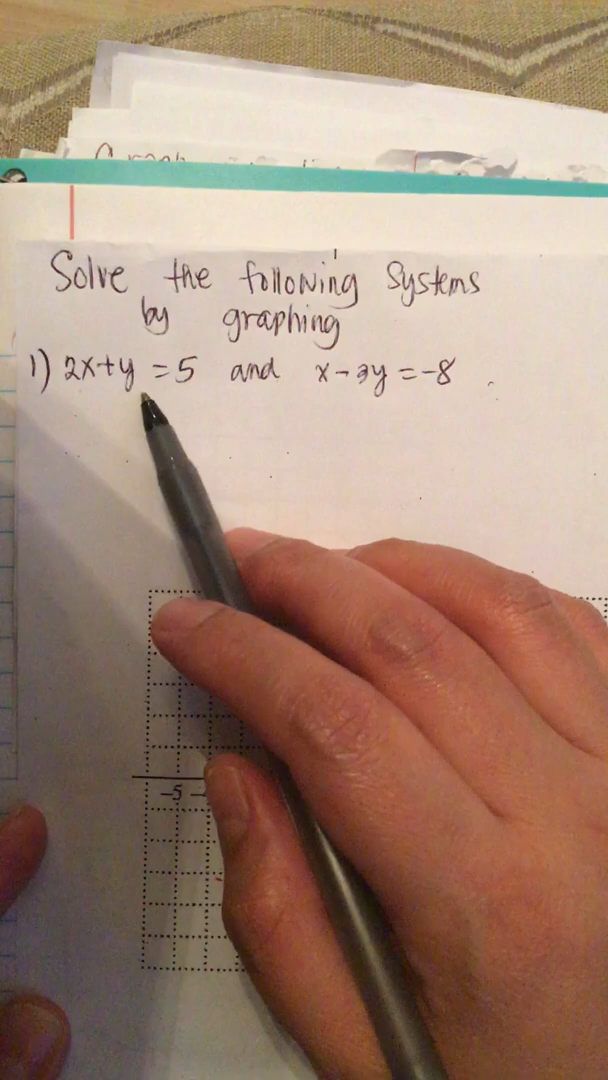 Solve the following Systems
by graphing
1) 2x+y =5 and x-3y =-8
-5